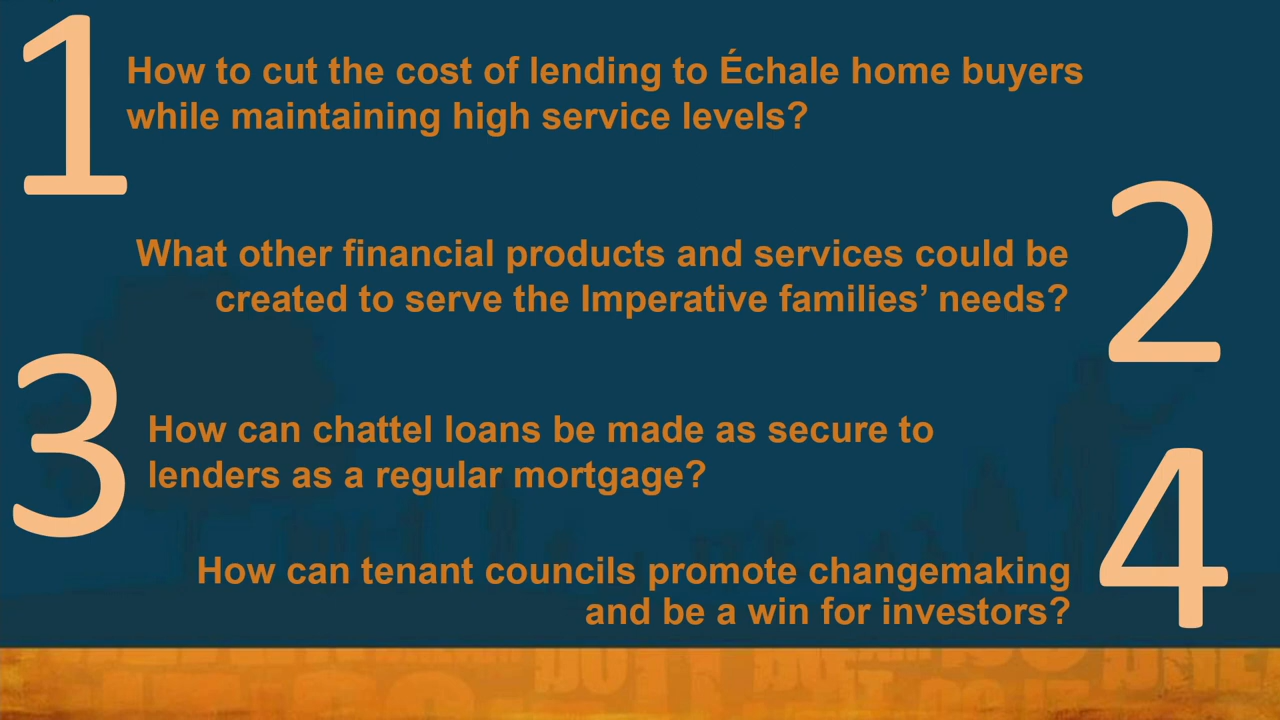 1
How to cut the cost of lending to Échale home buyers
while maintaining high service levels?
2
What other financial products and services could be
created to serve the Imperative families’ needs?
3
How can chattel loans be made as secure to
lenders as a regular mortgage?
4
How can tenant councils promote changemaking
and be a win for investors?